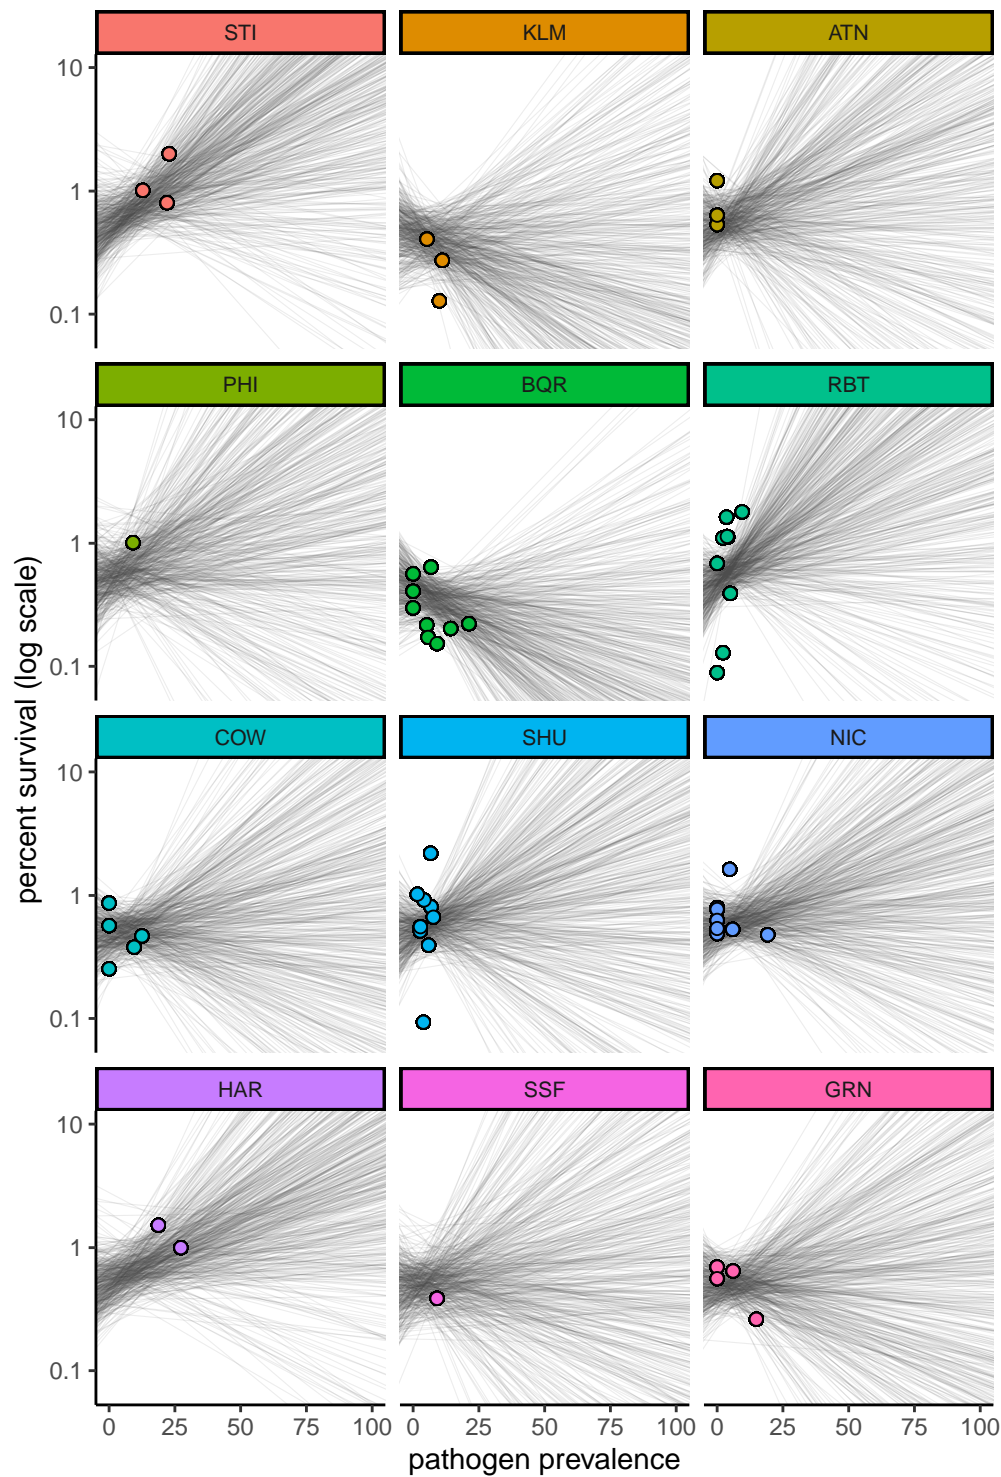 STI KLM ATN
10
1
0.1
PHI BQR RBT
10
1
0.1
percent survival (log scale)
COW SHU NIC
10
1
0.1
HAR SSF GRN
10
1
0.1
0 25 50 75 100 0 25 50 75 100 0 25 50 75 100
pathogen prevalence